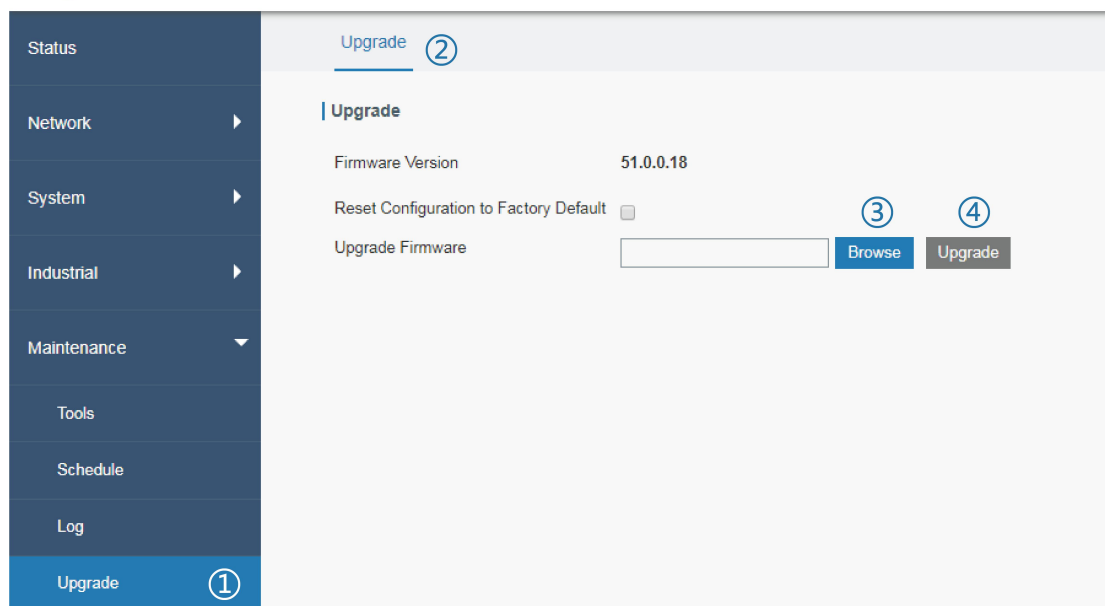 Status
Network
System
Industrial
Maintenance
Tools
Schedule
Log
Upgrade ①
Upgrade ②
Upgrade
Firmware Version 51.0.0.18
Reset Configuration to Factory Default
③ ④
Upgrade Firmware Browse Upgrade